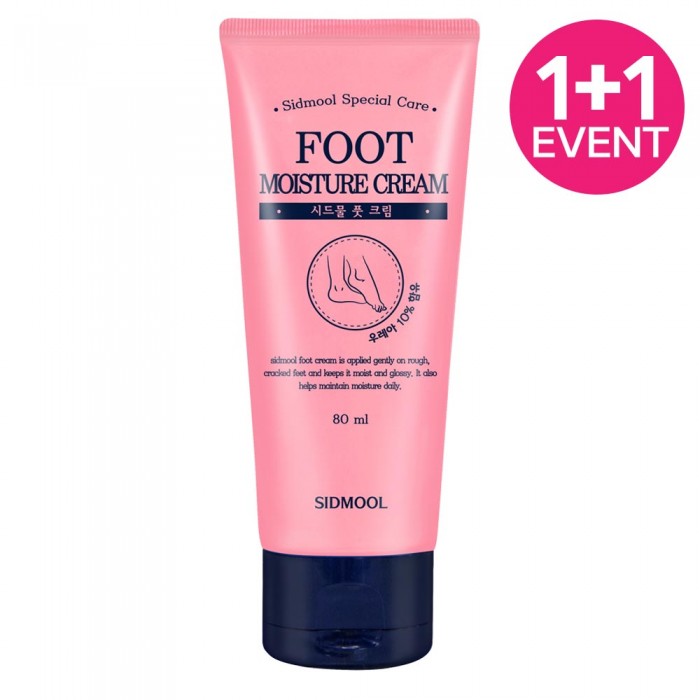 1+1
EVENT
• Sidmool Special Care •
FOOT
MOISTURE CREAM
• 시드물 풋 크림 •
우레아 10% 함유
sidmool foot cream is applied gently on rough,
cracked feet and keeps it moist and glossy. It also
helps maintain moisture daily.
80 ml
SIDMOOL